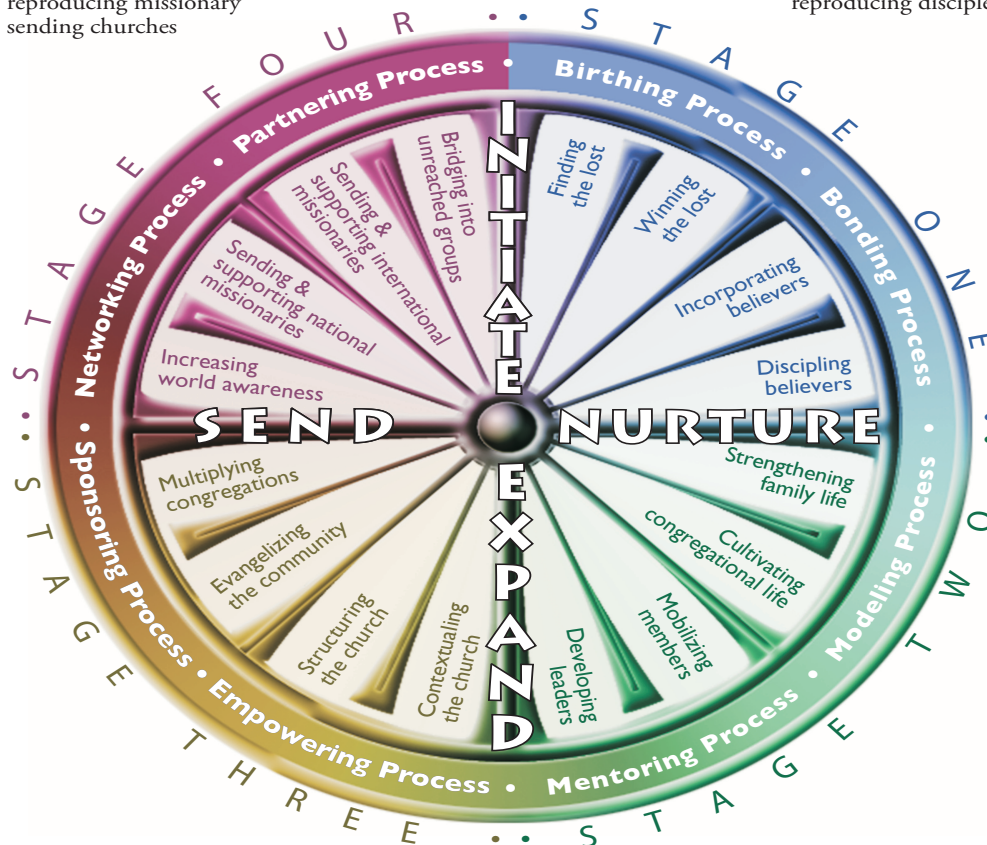 reproducing missionary
sending churches
reproducing disciple
STAGE ONE
STAGE TWO
STAGE THREE
STAGE FOUR
Birthing Process
Bonding Process
Modeling Process
Mentoring Process
Empowering Process
Sponsoring Process
Networking Process
Partnering Process
INITIATE
NURTURE
EXPAND
SEND
Finding
the lost
Winning
the lost
Incorporating
believers
Discipling
believers
Strengthening
family life
Cultivating
congregational life
Mobilizing
members
Developing
leaders
Contextualing
the church
Structuring
the church
Evangelizing
the community
Multiplying
congregations
Increasing
world awareness
Sending &
supporting national
missionaries
Sending &
supporting international
missionaries
Bridging into
unreached groups